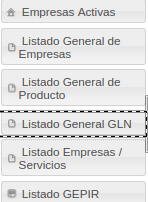 Empresas Activas
Listado General de
Empresas
Listado General de
Producto
Listado General GLN
Listado Empresas /
Servicios
Listado GEPIR